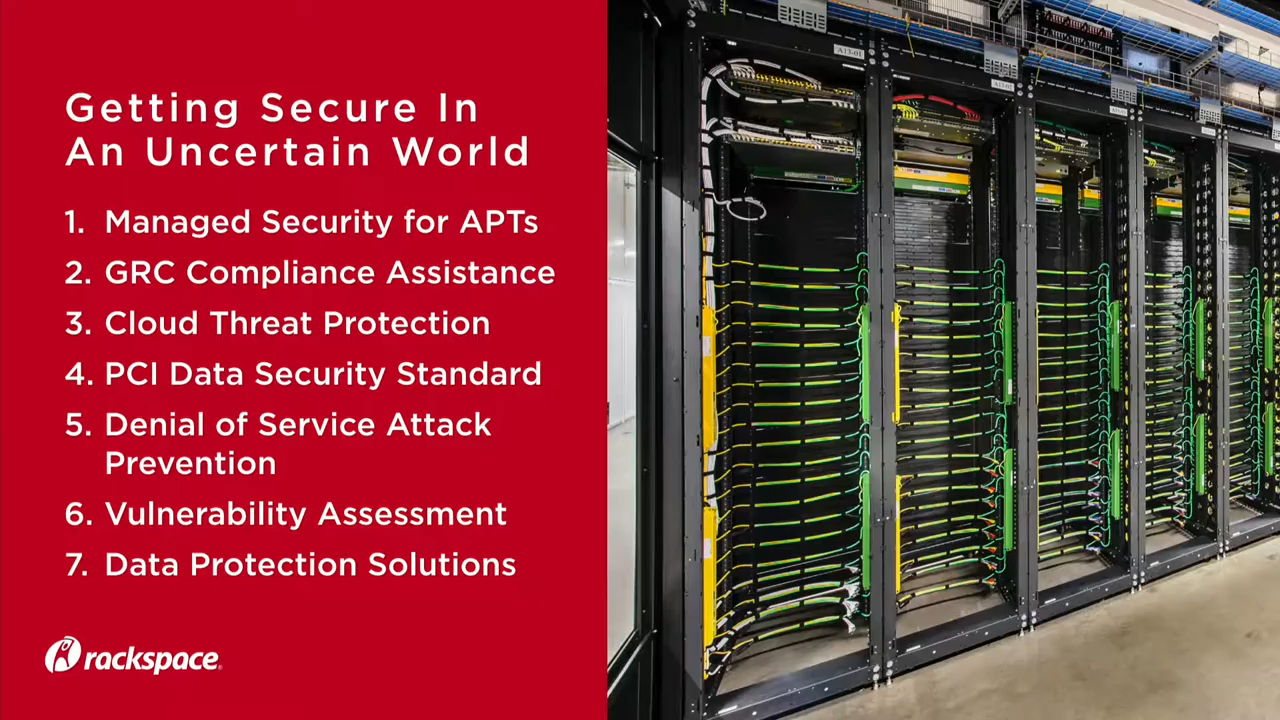 Getting Secure In
An Uncertain World
1. Managed Security for APTs
2. GRC Compliance Assistance
3. Cloud Threat Protection
4. PCI Data Security Standard
5. Denial of Service Attack
Prevention
6. Vulnerability Assessment
7. Data Protection Solutions
rackspace
A13-01